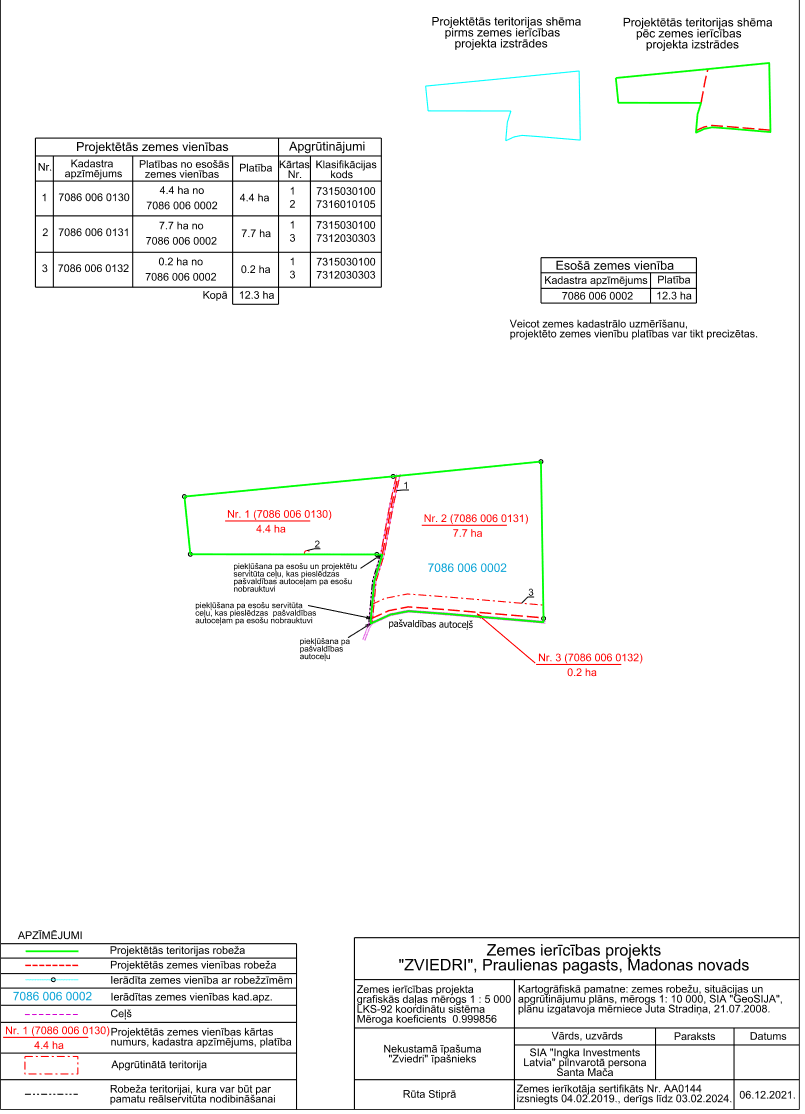 Projektētās teritorijas shēma
pirms zemes ierīcības
projekta izstrādes
Projektētās teritorijas shēma
pēc zemes ierīcības
projekta izstrādes
Projektētās zemes vienības
Apgrūtinājumi
Nr.
Kadastra
apzīmējums
Platības no esošās
zemes vienības
Platība
Kārtas
Nr.
Klasifikācijas
kods
1
7086 006 0130
4.4 ha no
7086 006 0002
4.4 ha
1
2
7315030100
7316010105
2
7086 006 0131
7.7 ha no
7086 006 0002
7.7 ha
1
3
7315030100
7312030303
3
7086 006 0132
0.2 ha no
7086 006 0002
0.2 ha
1
3
7315030100
7312030303
Kopā
12.3 ha
Esošā zemes vienība
Kadastra apzīmējums
Platība
7086 006 0002
12.3 ha
Veicot zemes kadastrālo uzmērīšanu,
projektēto zemes vienību platības var tikt precizētas.
1
Nr. 1 (7086 006 0130)
4.4 ha
Nr. 2 (7086 006 0131)
7.7 ha
2
piekļūšana pa esošu un projektētu
servitūta ceļu, kas pieslēdzas
pašvaldības autoceļam pa esošu
nobrauktuvi
7086 006 0002
3
piekļūšana pa esošu servitūta
ceļu, kas pieslēdzas pašvaldības
autoceļam pa esošu nobrauktuvi
pašvaldības autoceļš
piekļūšana pa
pašvaldības
autoceļu
Nr. 3 (7086 006 0132)
0.2 ha
APZĪMĒJUMI
Projektētās teritorijas robeža
Projektētās zemes vienības robeža
Ierādīta zemes vienība ar robežzīmēm
7086 006 0002
Ierādītas zemes vienības kad.apz.
Ceļš
Nr. 1 (7086 006 0130)
4.4 ha
Projektētās zemes vienības kārtas
numurs, kadastra apzīmējums, platība
Apgrūtinātā teritorija
Robeža teritorijai, kura var būt par
pamatu reālservitūta nodibināšanai
Zemes ierīcības projekts
"ZVIEDRI", Praulienas pagasts, Madonas novads
Zemes ierīcības projekta
grafiskās daļas mērogs 1 : 5 000
LKS-92 koordinātu sistēma
Mēroga koeficients 0.999856
Kartogrāfiskā pamatne: zemes robežu, situācijas un
apgrūtinājumu plāns, mērogs 1: 10 000, SIA "GeoSIJA",
plānu izgatavoja mērniece Juta Stradiņa, 21.07.2008.
Nekustamā īpašuma
"Zviedri" īpašnieks
Vārds, uzvārds
Paraksts
Datums
SIA "Ingka Investments
Latvia" pilnvarotā persona
Santa Mača
Rūta Stiprā
Zemes ierīkotāja sertifikāts Nr. AA0144
izsniegts 04.02.2019., derīgs līdz 03.02.2024.
06.12.2021.